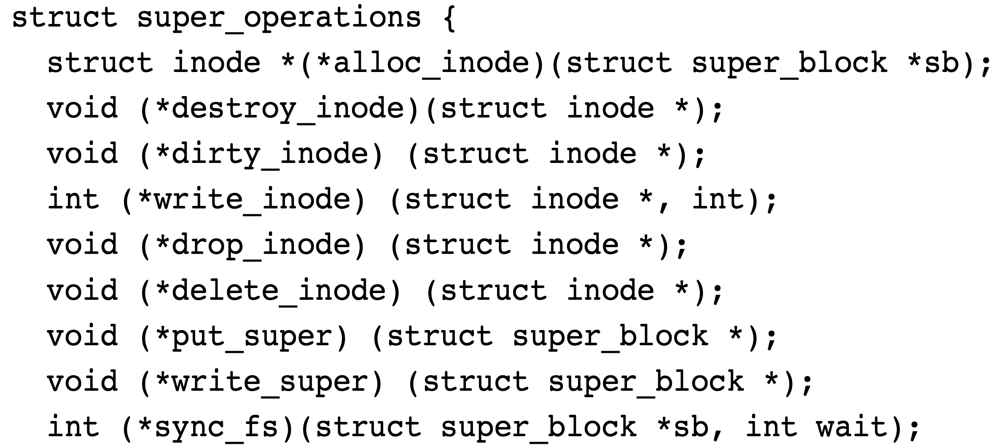 struct super_operations {
struct inode *(*alloc_inode)(struct super_block *sb);
void (*destroy_inode)(struct inode *);
void (*dirty_inode) (struct inode *);
int (*write_inode) (struct inode *, int);
void (*drop_inode) (struct inode *);
void (*delete_inode) (struct inode *);
void (*put_super) (struct super_block *);
void (*write_super) (struct super_block *);
int (*sync_fs)(struct super_block *sb, int wait);